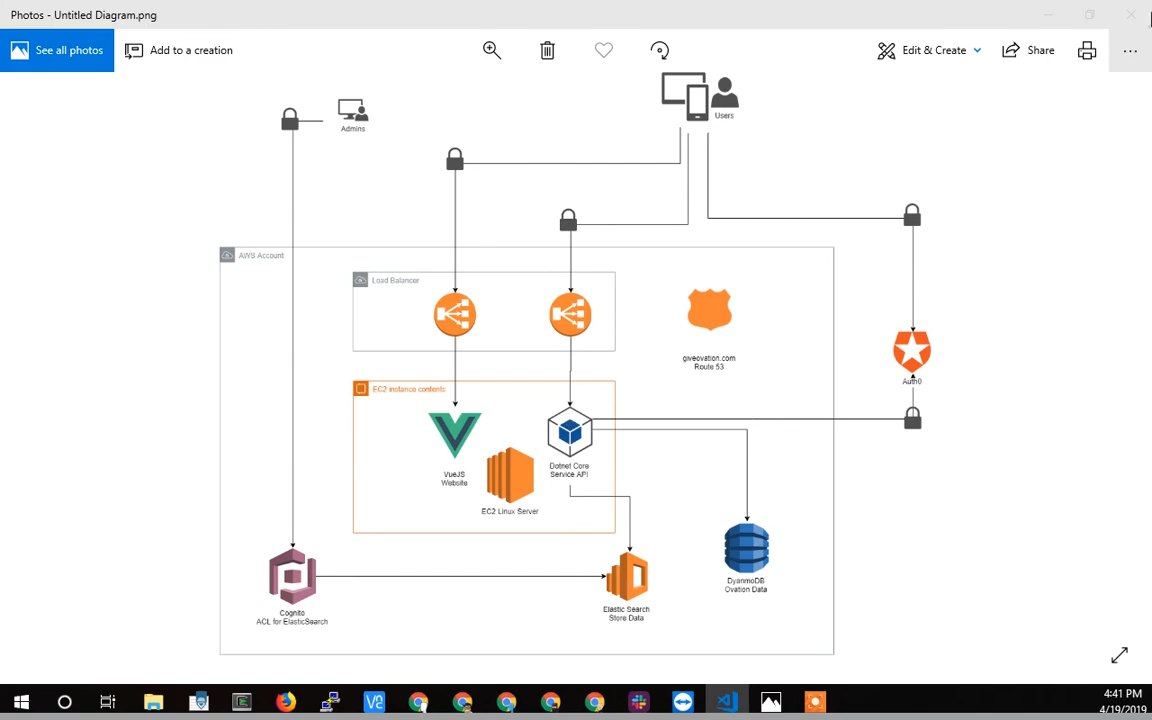 Photos - Untitled Diagram.png
See all photos
Add to a creation
Edit & Create
Share
Admins
Users
AWS Account
Load Balancer
giveovation.com
Route 53
Auth0
EC2 instance contents
VueJS
Website
Dotnet Core
Service API
EC2 Linux Server
Cognito
ACL for ElasticSearch
Elastic Search
Store Data
DyanmoDB
Ovation Data
4:41 PM
4/19/2019